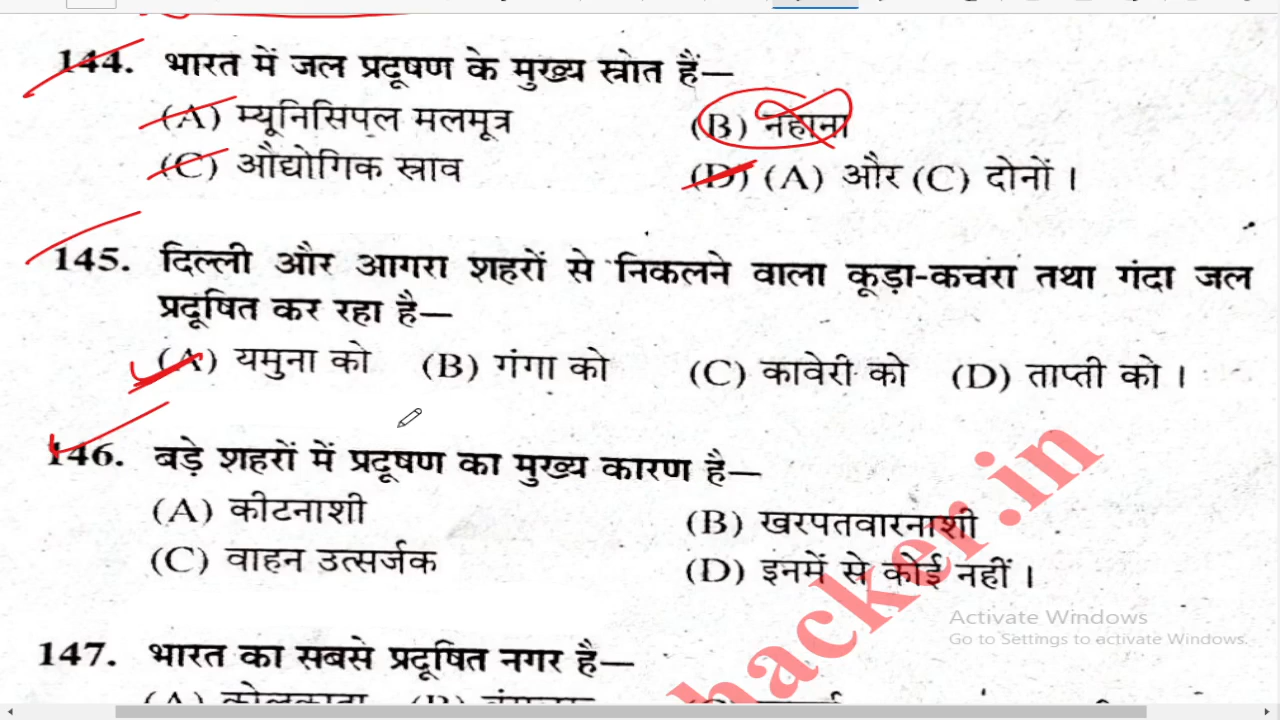 144. भारत में जल प्रदूषण के मुख्य स्रोत हैं—
(A) म्यूनिसिपल मलमूत्र (B) नहाना
(C) औद्योगिक स्राव (D) (A) और (C) दोनों ।
145. दिल्ली और आगरा शहरों से निकलने वाला कूड़ा-कचरा तथा गंदा जल
प्रदूषित कर रहा है—
(A) यमुना को (B) गंगा को (C) कावेरी को (D) ताप्ती को ।
146. बड़े शहरों में प्रदूषण का मुख्य कारण है—
(A) कीटनाशी (B) खरपतवारनाशी
(C) वाहन उत्सर्जक (D) इनमें से कोई नहीं ।
147. भारत का सबसे प्रदूषित नगर है—
(A) कोलकाता (B)
hacker.in
Activate Windows
Go to Settings to activate Windows.